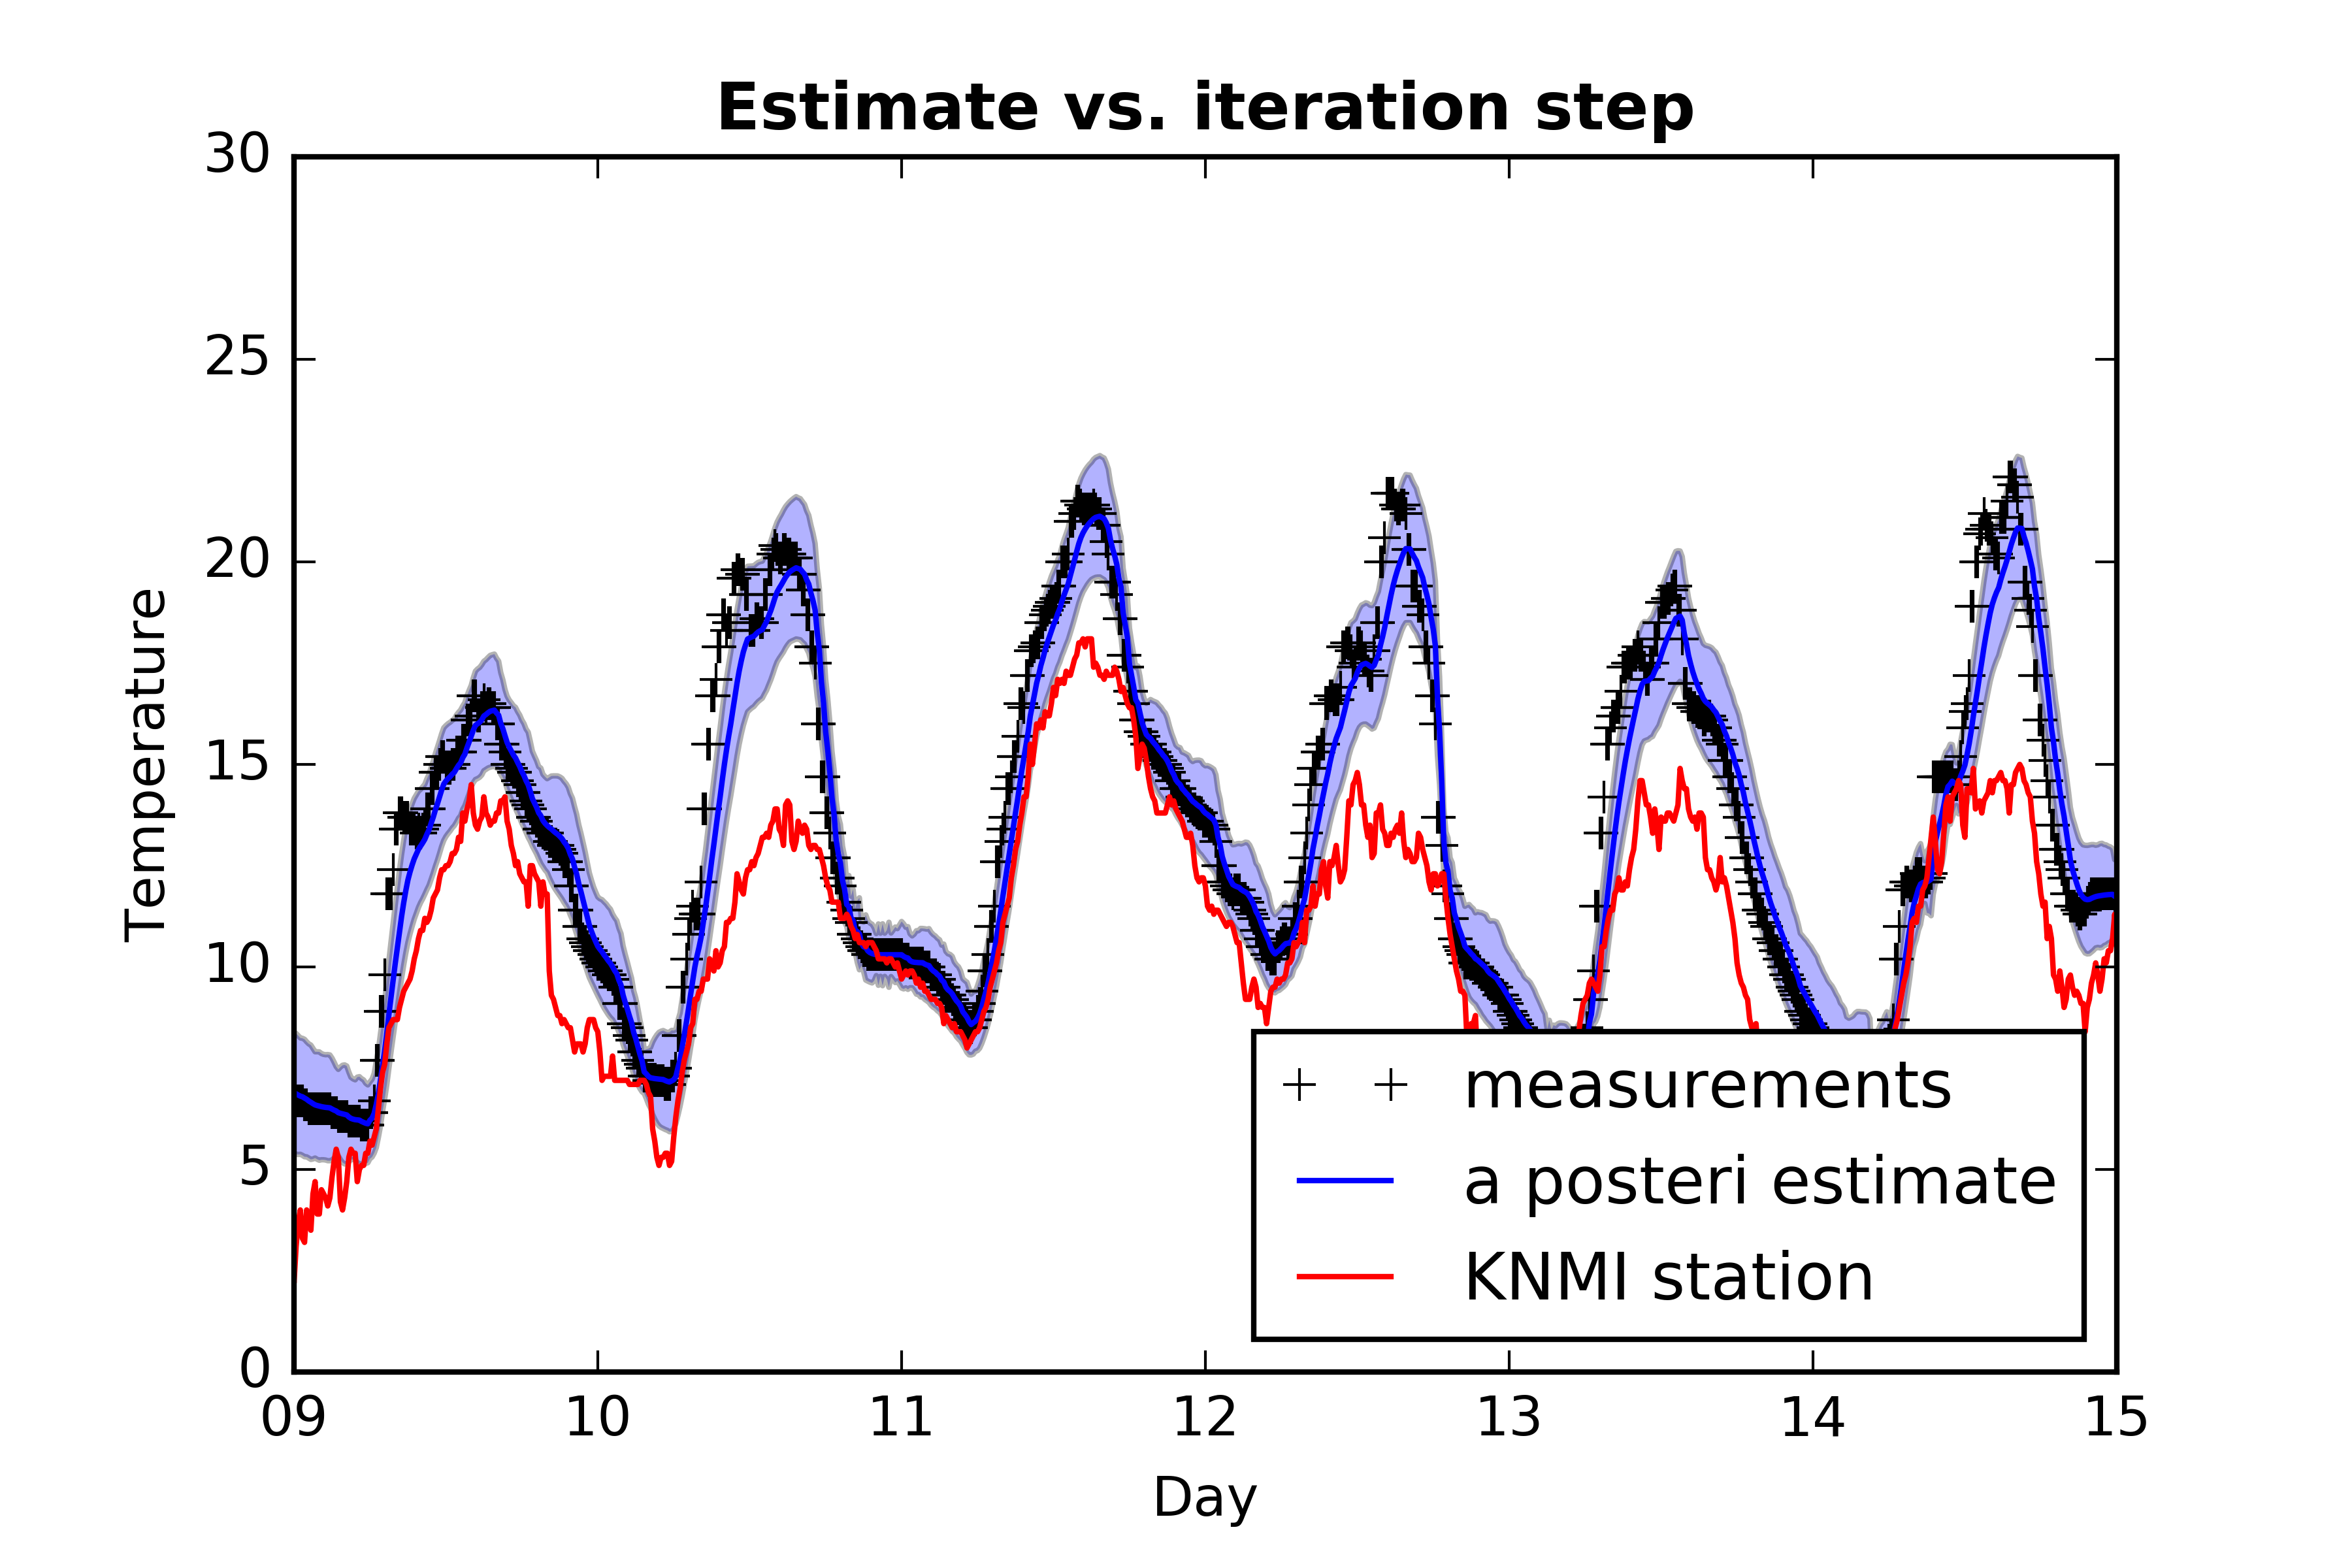 Estimate vs. iteration step
30
25
20
15
10
5
0
Temperature
09 10 11 12 13 14 15
Day
measurements
a posteri estimate
KNMI station